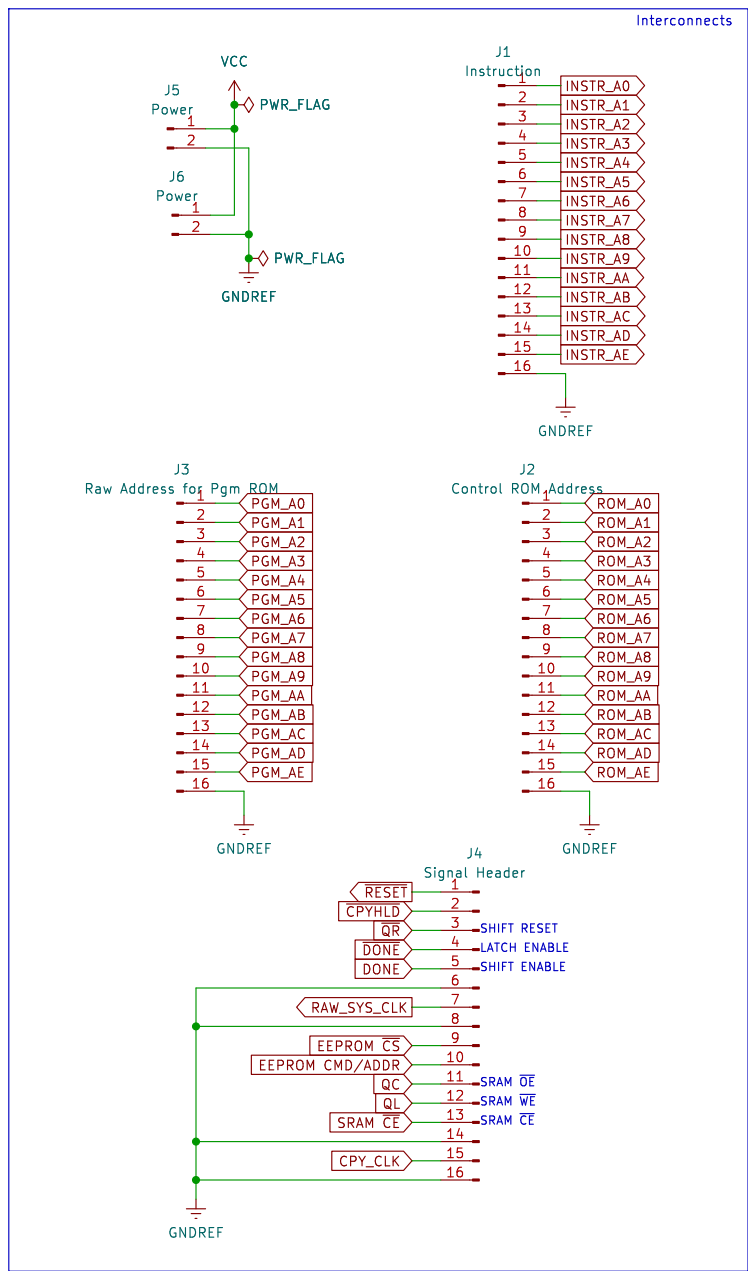 Interconnects
VCC
J5
Power
1
2
PWR_FLAG
J6
Power
1
2
PWR_FLAG
GNDREF
J1
Instruction
1 INSTR_A0
2 INSTR_A1
3 INSTR_A2
4 INSTR_A3
5 INSTR_A4
6 INSTR_A5
7 INSTR_A6
8 INSTR_A7
9 INSTR_A8
10 INSTR_A9
11 INSTR_AA
12 INSTR_AB
13 INSTR_AC
14 INSTR_AD
15 INSTR_AE
16
GNDREF
J3
Raw Address for Pgm ROM
1 PGM_A0
2 PGM_A1
3 PGM_A2
4 PGM_A3
5 PGM_A4
6 PGM_A5
7 PGM_A6
8 PGM_A7
9 PGM_A8
10 PGM_A9
11 PGM_AA
12 PGM_AB
13 PGM_AC
14 PGM_AD
15 PGM_AE
16
GNDREF
J2
Control ROM Address
1 ROM_A0
2 ROM_A1
3 ROM_A2
4 ROM_A3
5 ROM_A4
6 ROM_A5
7 ROM_A6
8 ROM_A7
9 ROM_A8
10 ROM_A9
11 ROM_AA
12 ROM_AB
13 ROM_AC
14 ROM_AD
15 ROM_AE
16
GNDREF
J4
Signal Header
RESET 1
CPYHLD 2
QR 3 SHIFT RESET
DONE 4 LATCH ENABLE
DONE 5 SHIFT ENABLE
6
RAW_SYS_CLK 7
8
EEPROM CS 9
EEPROM CMD/ADDR 10
QC 11 SRAM OE
QL 12 SRAM WE
SRAM CE 13 SRAM CE
14
CPY_CLK 15
16
GNDREF